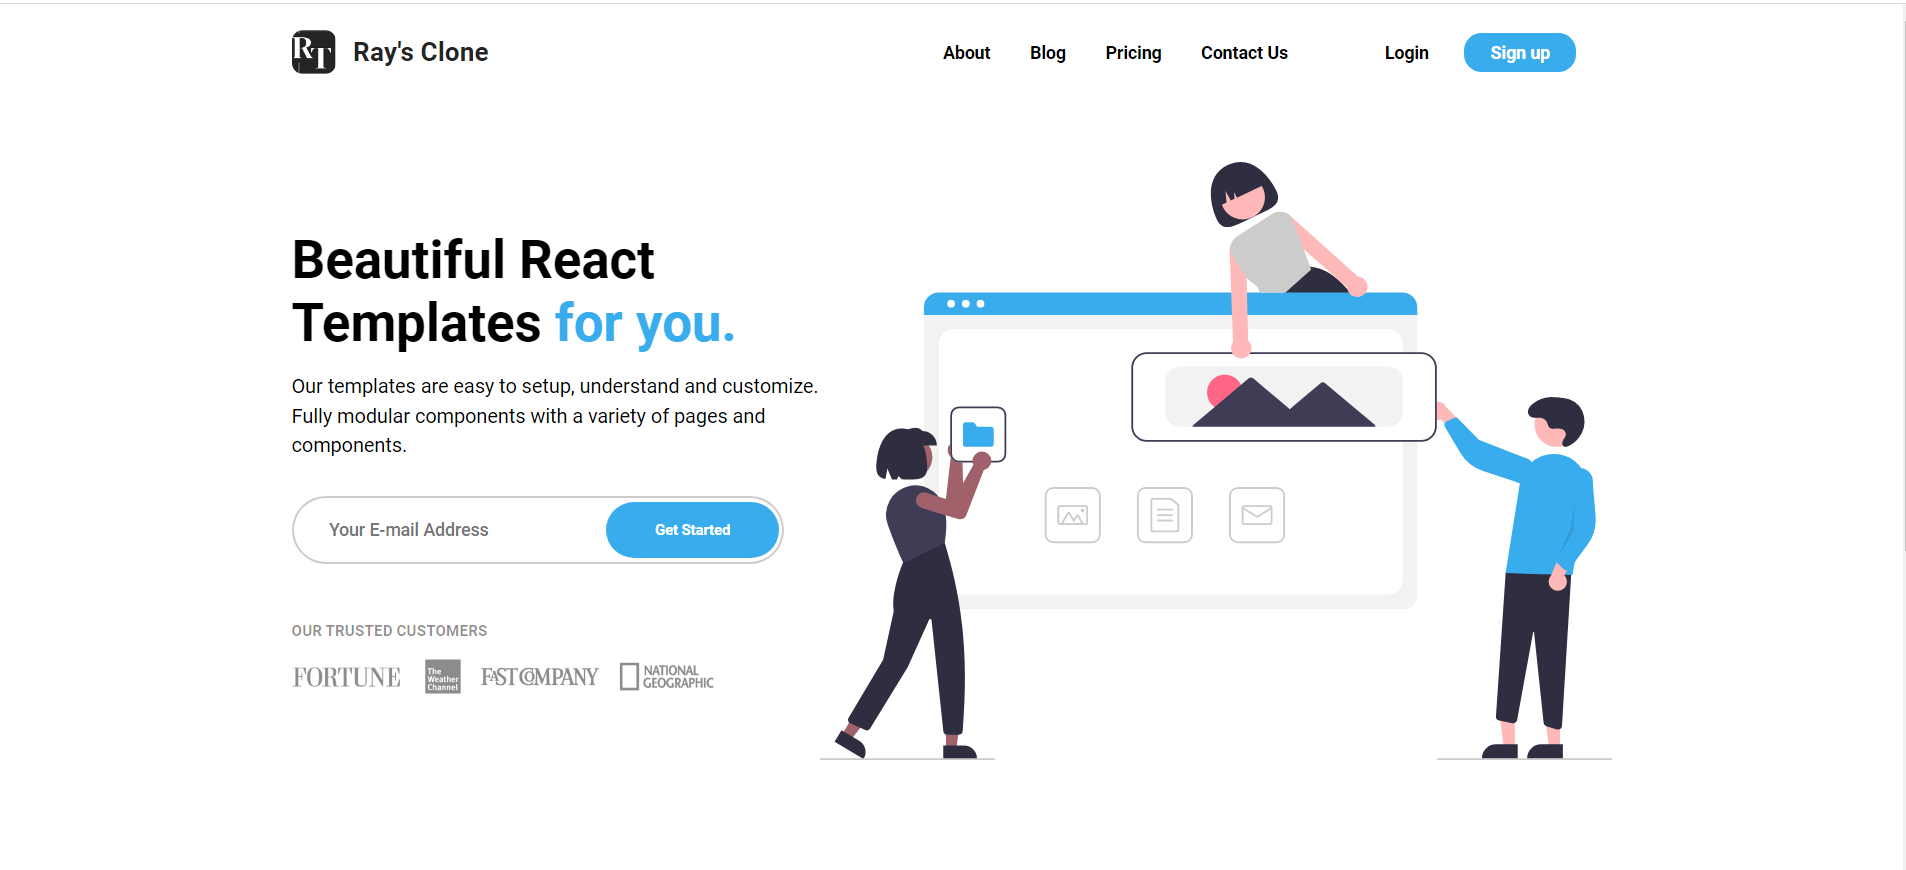 RT Ray's Clone
About Blog Pricing Contact Us Login Sign up
Beautiful React
Templates for you.
Our templates are easy to setup, understand and customize.
Fully modular components with a variety of pages and
components.
Your E-mail Address Get Started
OUR TRUSTED CUSTOMERS
FORTUNE
The
Weather
Channel
FAST COMPANY
NATIONAL
GEOGRAPHIC